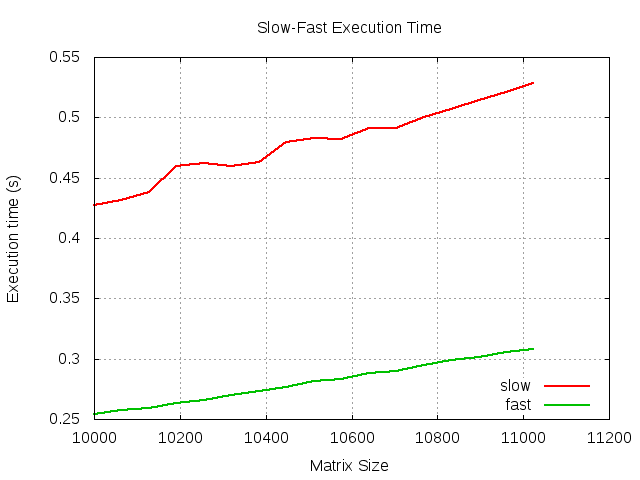 Slow-Fast Execution Time
0.55
0.5
0.45
0.4
0.35
0.3
0.25
Execution time (s)
slow
fast
10000 10200 10400 10600 10800 11000 11200
Matrix Size